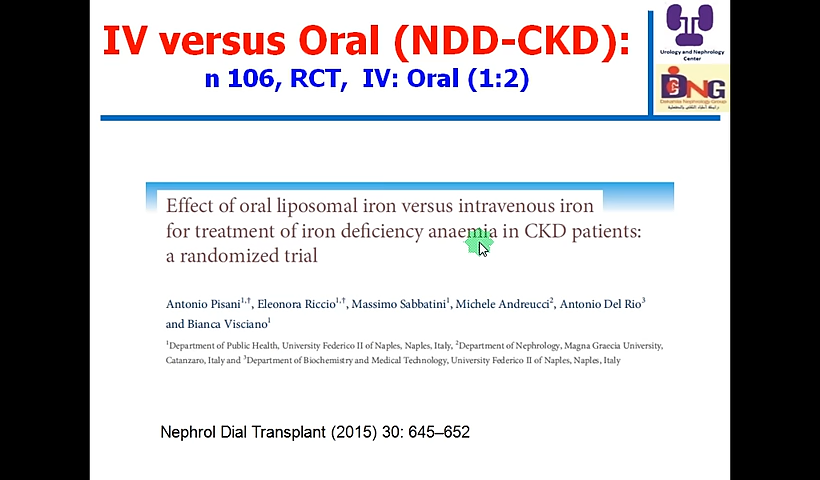 IV versus Oral (NDD-CKD):
n 106, RCT, IV: Oral (1:2)
Urology and Nephrology
Center
DNG
Effect of oral liposomal iron versus intravenous iron
for treatment of iron deficiency anaemia in CKD patients:
a randomized trial
Antonio Pisani1,†, Eleonora Riccio1,†, Massimo Sabbatini1, Michele Andreucci2, Antonio Del Rio3
and Bianca Visciano1
1Department of Public Health, University Federico II of Naples, Naples, Italy, 2Department of Nephrology, Magna Graecia University,
Catanzaro, Italy and 3Department of Biochemistry and Medical Technology, University Federico II of Naples, Naples, Italy
Nephrol Dial Transplant (2015) 30: 645–652